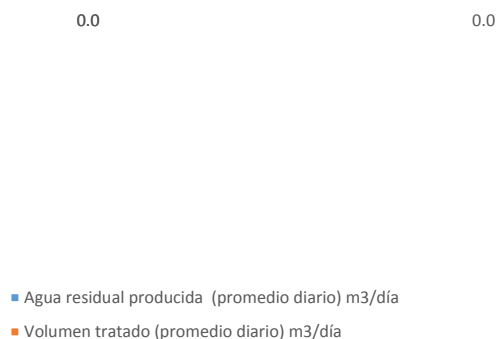 0.0 0.0
Agua residual producida (promedio diario) m3/día
Volumen tratado (promedio diario) m3/día